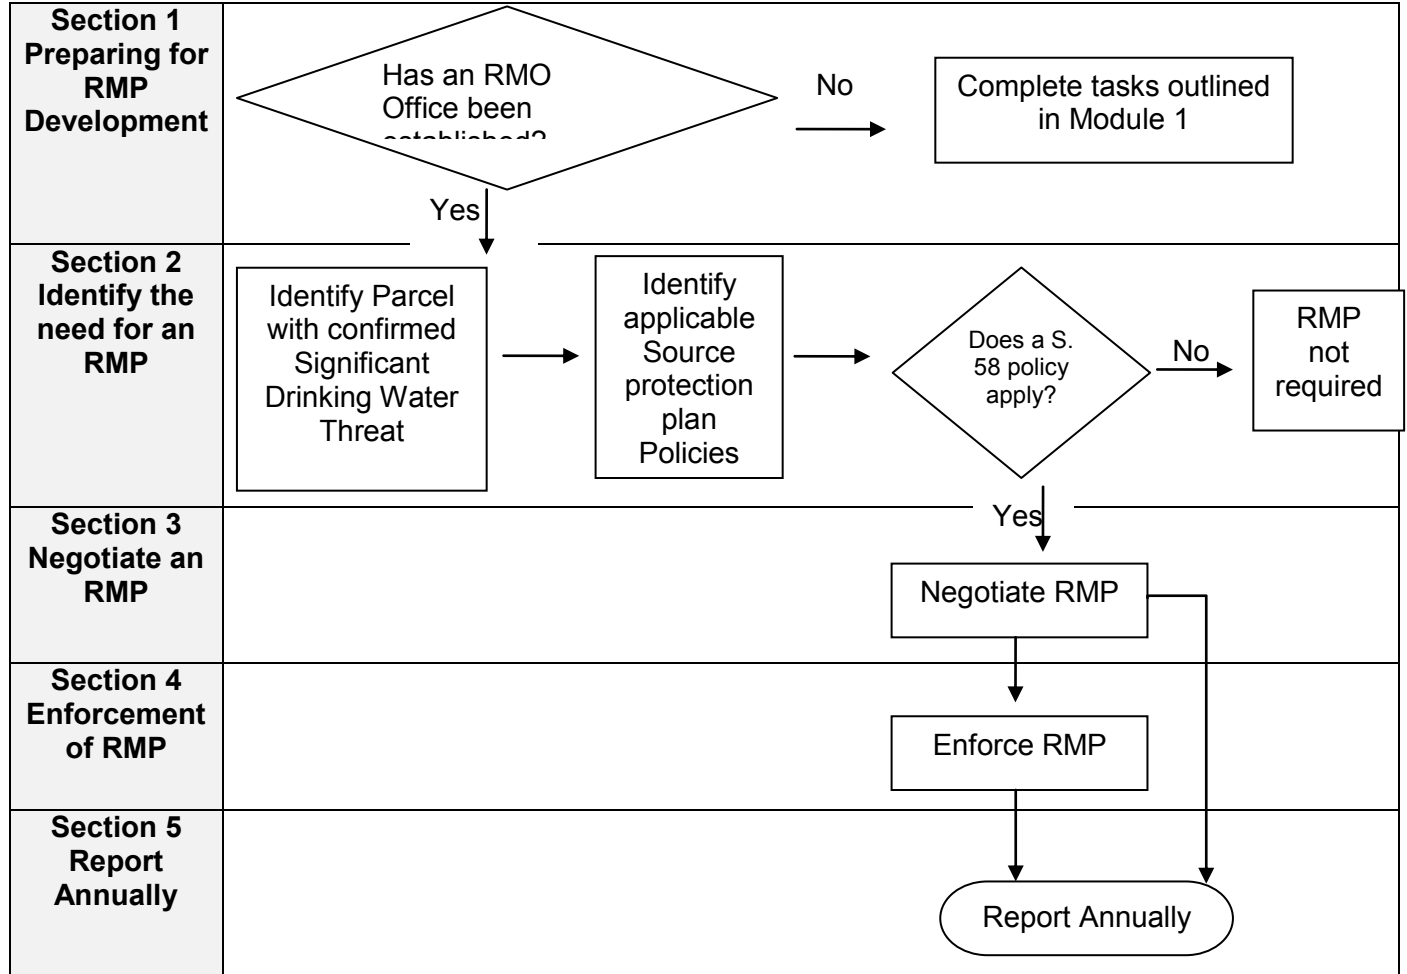 Section 1
Preparing for
RMP
Development
Has an RMO
Office been
established?
No
Complete tasks outlined
in Module 1
Yes
Section 2
Identify the
need for an
RMP
Identify Parcel
with confirmed
Significant
Drinking Water
Threat
Identify
applicable
Source
protection
plan
Policies
Does a S.
58 policy
apply?
No
RMP
not
required
Yes
Section 3
Negotiate an
RMP
Negotiate RMP
Section 4
Enforcement
of RMP
Enforce RMP
Section 5
Report
Annually
Report Annually